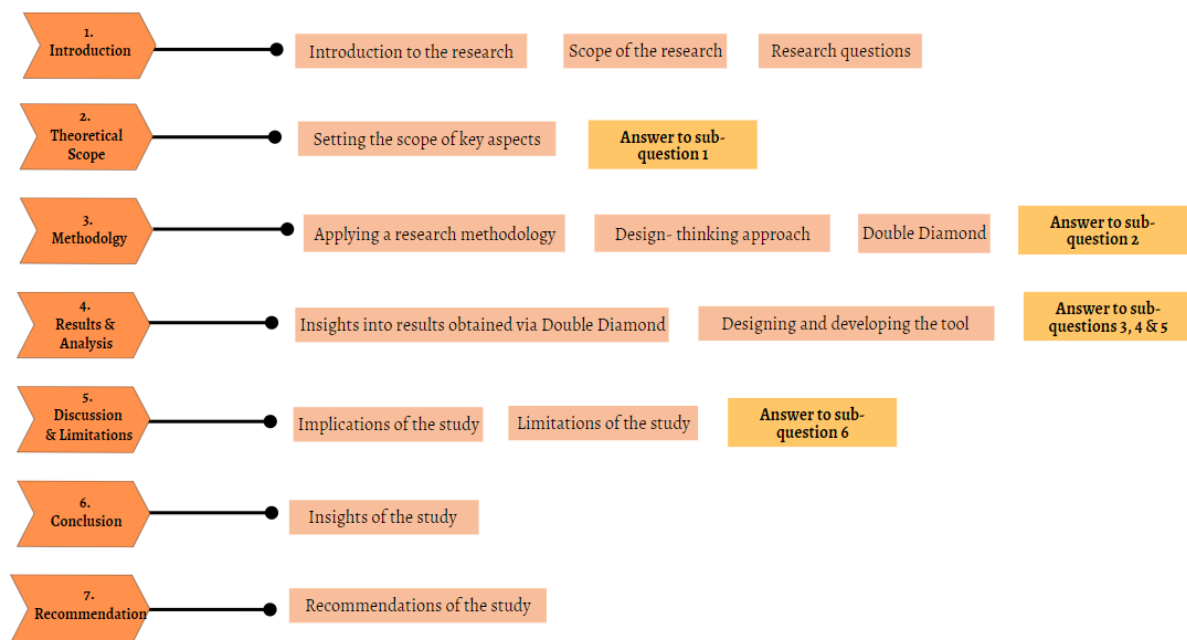 1.
Introduction
Introduction to the research
Scope of the research
Research questions
2.
Theoretical
Scope
Setting the scope of key aspects
Answer to sub-
question 1
3.
Methodolgy
Applying a research methodology
Design- thinking approach
Double Diamond
Answer to sub-
question 2
4.
Results &
Analysis
Insights into results obtained via Double Diamond
Designing and developing the tool
Answer to sub-
questions 3, 4 & 5
5.
Discussion
& Limitations
Implications of the study
Limitations of the study
Answer to sub-
question 6
6.
Conclusion
Insights of the study
7.
Recommendation
Recommendations of the study